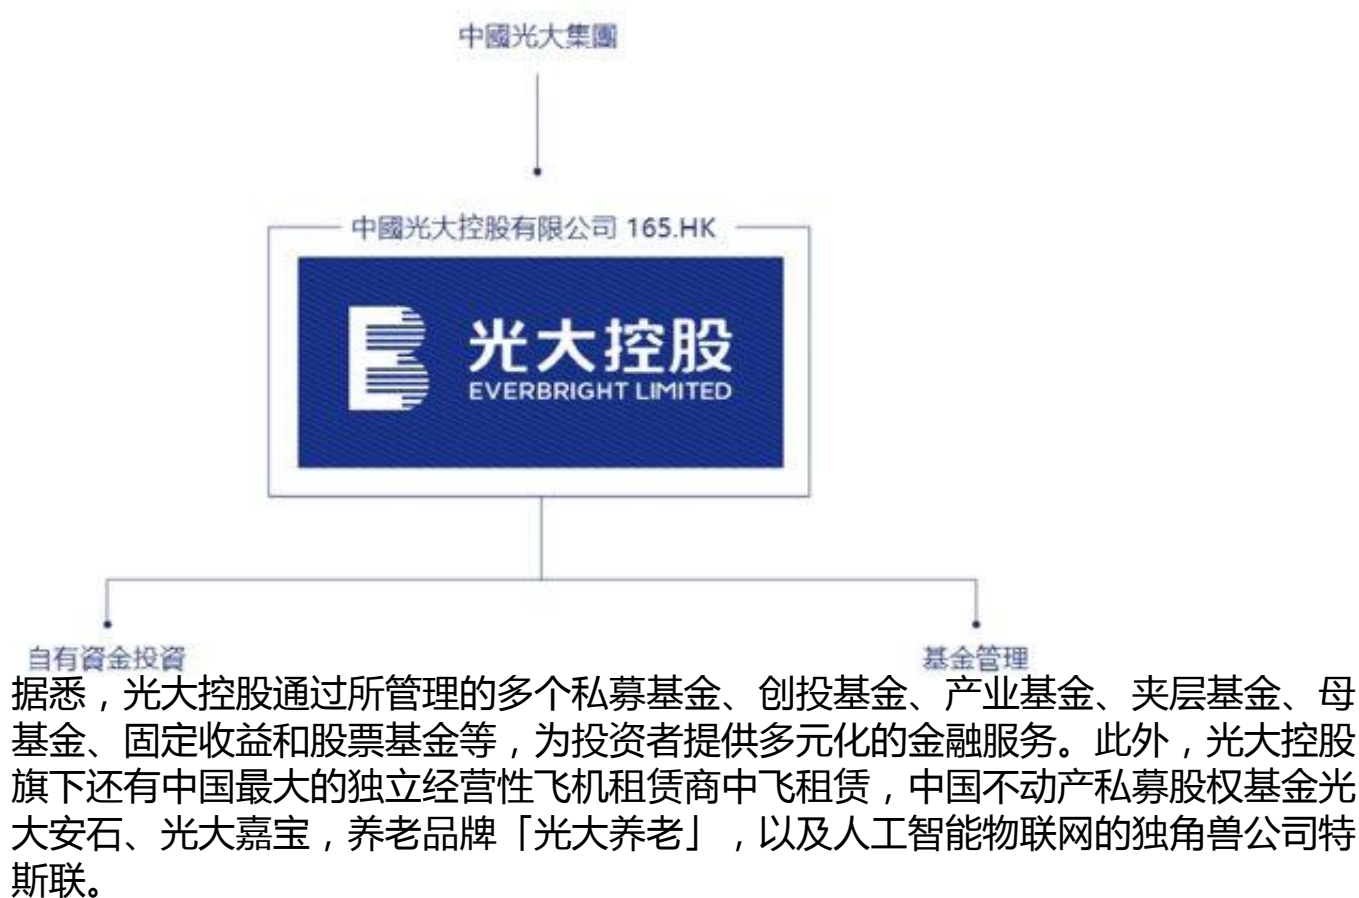 中國光大集團
中國光大控股有限公司 165.HK
光大控股
EVERBRIGHT LIMITED
自有資金投資
基金管理
据悉，光大控股通过所管理的多个私募基金、创投基金、产业基金、夹层基金、母
基金、固定收益和股票基金等，为投资者提供多元化的金融服务。此外，光大控股
旗下还有中国最大的独立经营性飞机租赁商中飞租赁，中国不动产私募股权基金光
大安石、光大嘉宝，养老品牌「光大养老」，以及人工智能物联网的独角兽公司特
斯联。